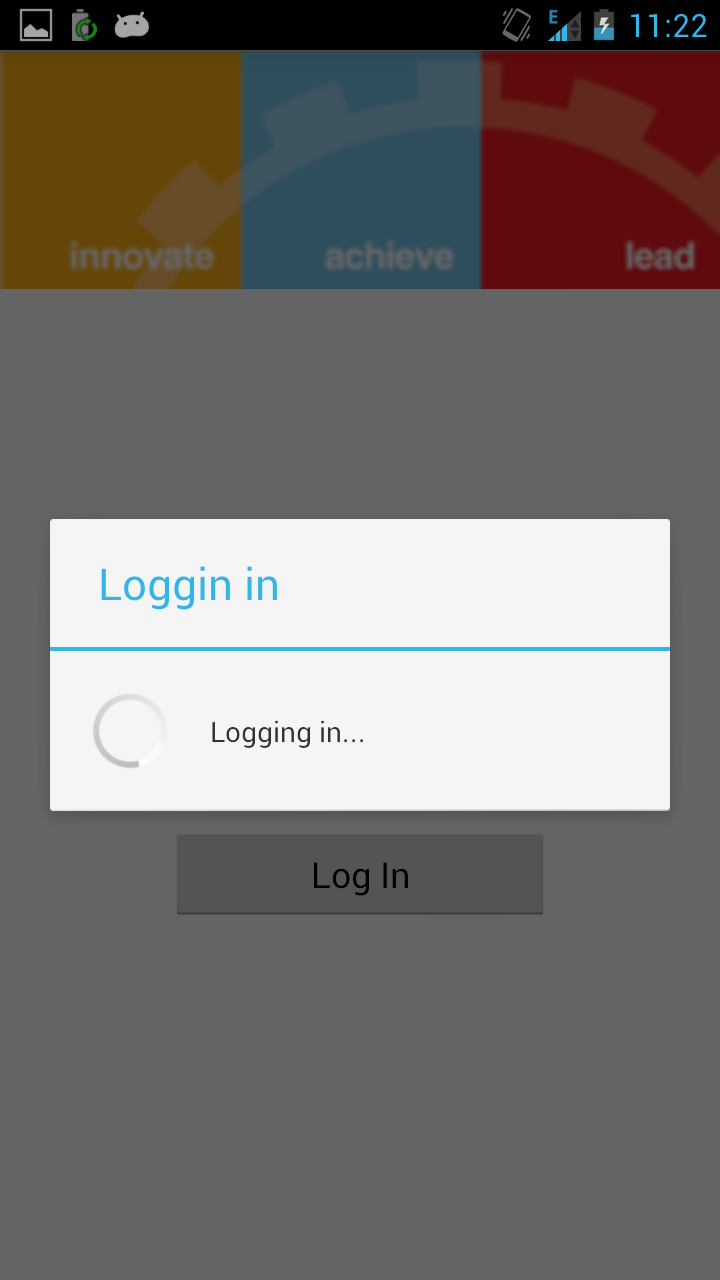 E 11:22
innovate achieve lead
Loggin in
Logging in...
Log In